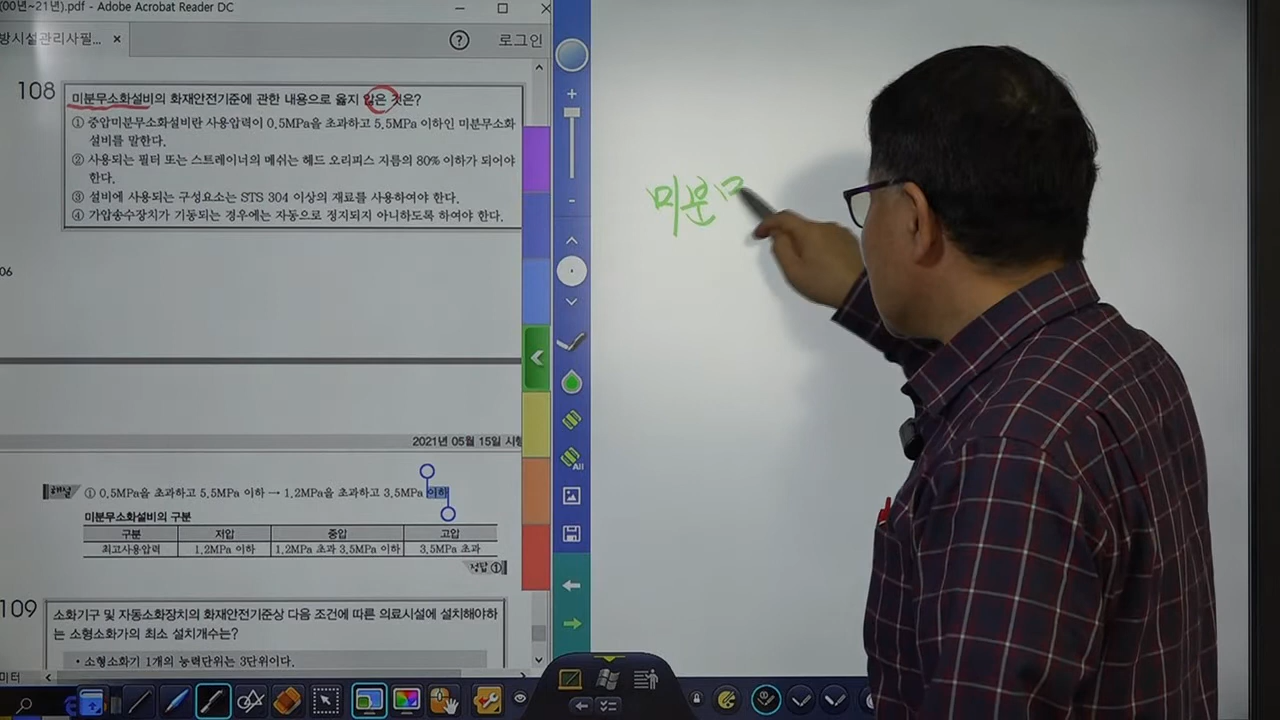 (00년~21년).pdf - Adobe Acrobat Reader DC
방시설관리사필... ×
로그인
108 미분무소화설비의 화재안전기준에 관한 내용으로 옳지 않은 것은?
① 중압미분무소화설비란 사용압력이 0.5MPa을 초과하고 5.5MPa 이하인 미분무소화
설비를 말한다.
② 사용되는 필터 또는 스트레이너의 메쉬는 헤드 오리피스 지름의 80% 이하가 되어야
한다.
③ 설비에 사용되는 구성요소는 STS 304 이상의 재료를 사용하여야 한다.
④ 가압송수장치가 기동되는 경우에는 자동으로 정지되지 아니하도록 하여야 한다.
06
2021년 05월 15일 시행
해설 ① 0.5MPa을 초과하고 5.5MPa 이하 → 1.2MPa을 초과하고 3.5MPa 이하
미분무소화설비의 구분
구분 저압 중압 고압
최고사용압력 1.2MPa 이하 1.2MPa 초과 3.5MPa 이하 3.5MPa 초과
정답 ①
109 소화기구 및 자동소화장치의 화재안전기준상 다음 조건에 따른 의료시설에 설치해야하
는 소형소화기의 최소 설치개수는?
• 소형소화기 1개의 능력단위는 3단위이다.
미터
All
미분ㅁ